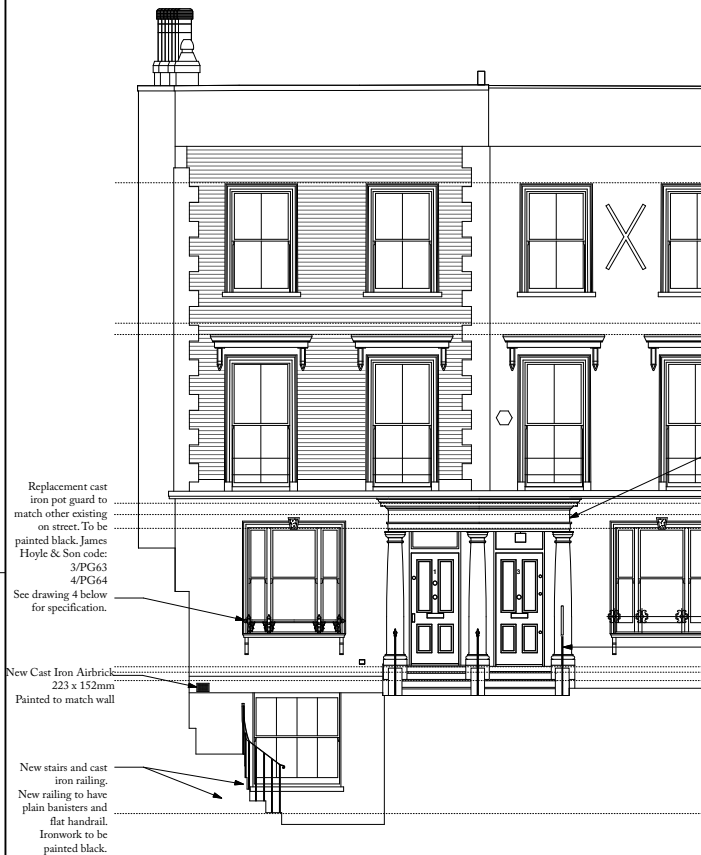 Replacement cast
iron pot guard to
match other existing
on street. To be
painted black. James
Hoyle & Son code:
3/PG63
4/PG64
See drawing 4 below
for specification.
1
3
New Cast Iron Airbrick
223 x 152mm
Painted to match wall
New stairs and cast
iron railing.
New railing to have
plain banisters and
flat handrail.
Ironwork to be
painted black.